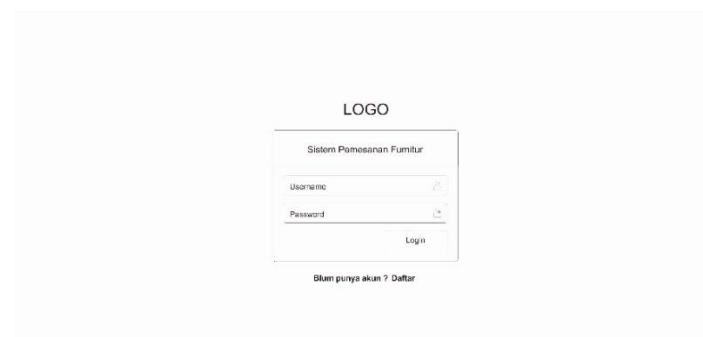 LOGO
Sistem Pemesanan Furnitur
Username
Password
Login
Blum punya akun ? Daftar